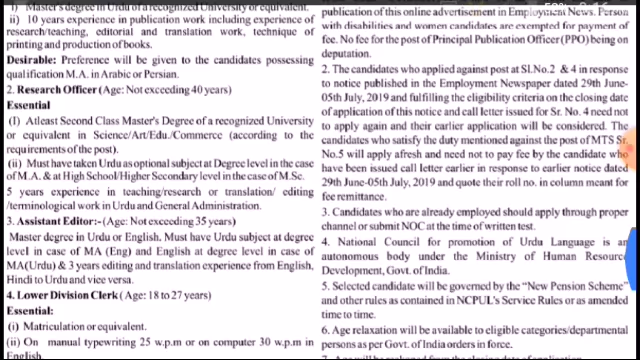 i) Master's degree in Urdu of a recognized University or equivalent.
ii) 10 years experience in publication work including experience of
research/teaching, editorial and translation work, technique of
printing and production of books.
Desirable: Preference will be given to the candidates possessing
qualification M.A. in Arabic or Persian.
2. Research Officer (Age: Not exceeding 40 years)
Essential
(I) Atleast Second Class Master's Degree of a recognized University
or equivalent in Science/Art/Edu./Commerce (according to the
requirements of the post).
(ii) Must have taken Urdu as optional subject at Degree level in the case
of M.A. & at High School/Higher Secondary level in the case of M.Sc.
5 years experience in teaching/research or translation/ editing
/terminological work in Urdu and General Administration.
3. Assistant Editor:- (Age: Not exceeding 35 years)
Master degree in Urdu or English. Must have Urdu subject at degree
level in case of MA (Eng) and English at degree level in case of
MA(Urdu) & 3 years editing and translation experience from English,
Hindi to Urdu and vice versa.
4. Lower Division Clerk ( Age: 18 to 27 years)
Essential:
(i) Matriculation or equivalent.
(ii) On manual typewriting 25 w.p.m or on computer 30 w.p.m in
English.
publication of this online advertisement in Employment News. Person
with disabilities and women candidates are exempted for payment of
fee. No fee for the post of Principal Publication Officer (PPO) being on
deputation.
2. The candidates who applied against post at Sl.No.2 & 4 in response
to notice published in the Employment Newspaper dated 29th June-
05th July, 2019 and fulfilling the eligibility criteria on the closing date
of application of this notice and call letter issued for Sr. No. 4 need not
to apply again and their earlier application will be considered. The
candidates who satisfy the duty mentioned against the post of MTS Sr.
No.5 will apply afresh and need not to pay fee by the candidate who
have been issued call letter earlier in response to earlier notice dated
29th June-05th July, 2019 and quote their roll no. in column meant for
fee remittance.
3. Candidates who are already employed should apply through proper
channel or submit NOC at the time of written test.
4. National Council for promotion of Urdu Language is an
autonomous body under the Ministry of Human Resource
Development, Govt. of India.
5. Selected candidate will be governed by the "New Pension Scheme"
and other rules as contained in NCPUL's Service Rules or as amended
time to time.
6. Age relaxation will be available to eligible categories/departmental
persons as per Govt. of India orders in force.